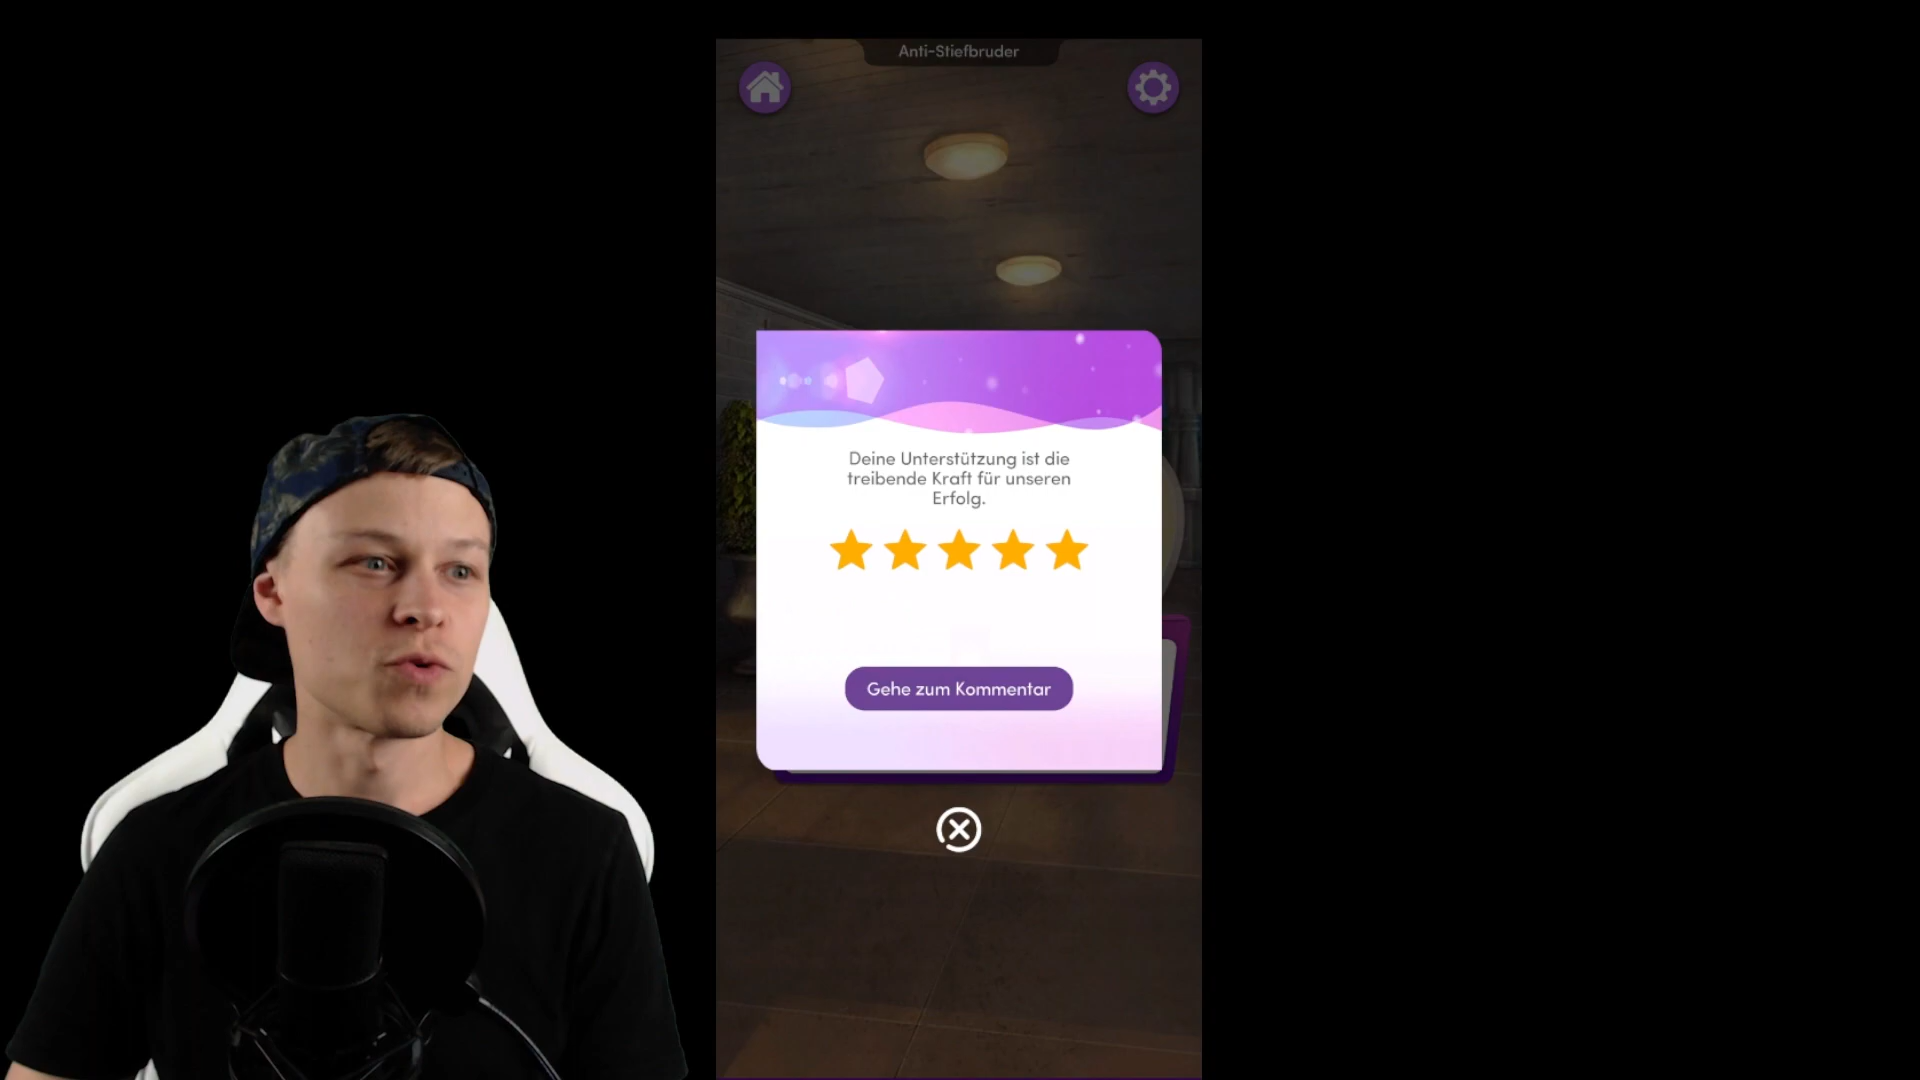 Anti-Stiefbruder
Deine Unterstützung ist die
treibende Kraft für unseren
Erfolg.
Gehe zum Kommentar